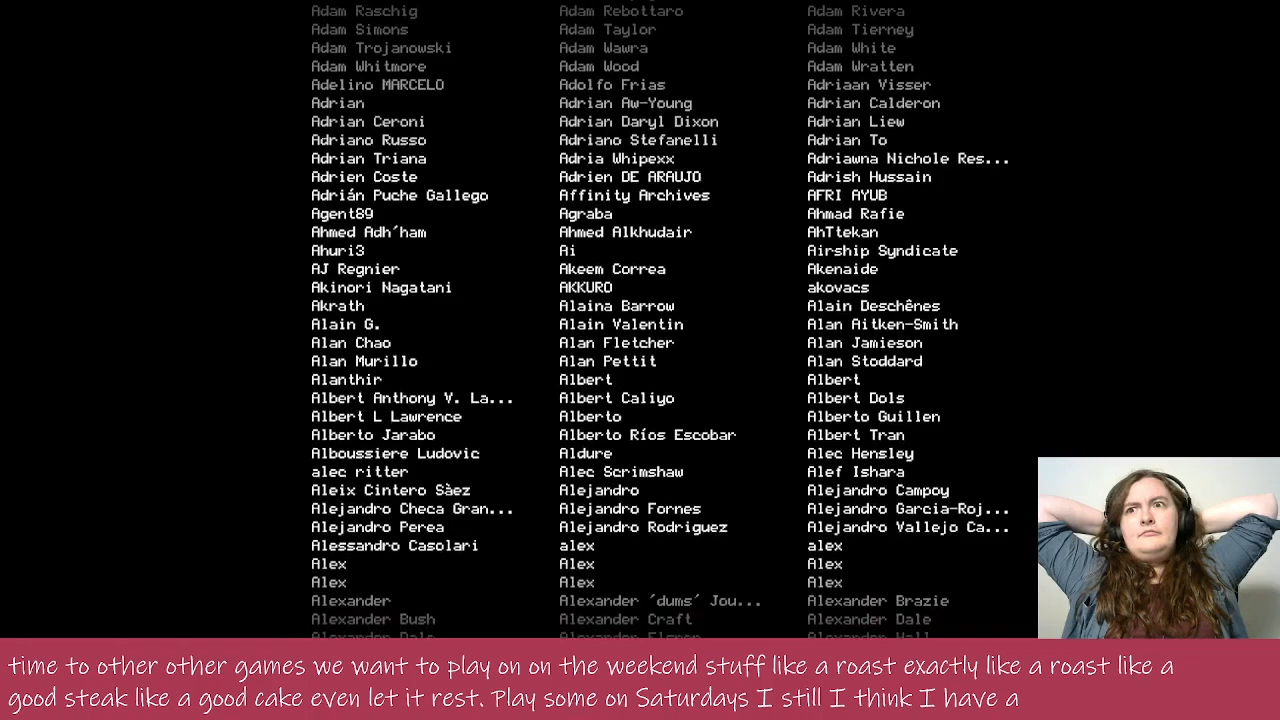 Adam Raschig Adam Rebottaro Adam Rivera
Adam Simons Adam Taylor Adam Tierney
Adam Trojanowski Adam Wawra Adam White
Adam Whitmore Adam Wood Adam Wratten
Adelino MARCELO Adolfo Frias Adriaan Visser
Adrian Adrian Aw-Young Adrian Calderon
Adrian Ceroni Adrian Daryl Dixon Adrian Liew
Adriano Russo Adriano Stefanelli Adrian To
Adrian Triana Adria Whipexx Adriawna Nichole Res...
Adrien Coste Adrien DE ARAUJO Adrish Hussain
Adrián Puche Gallego Affinity Archives AFRI AYUB
Agent89 Agraba Ahmad Rafie
Ahmed Adh'ham Ahmed Alkhudair AhTtekan
Ahuri3 Ai Airship Syndicate
AJ Regnier Akeem Correa Akenaide
Akinori Nagatani AKKURO akovacs
Akrath Alaina Barrow Alain Deschênes
Alain G. Alain Valentin Alan Aitken-Smith
Alan Chao Alan Fletcher Alan Jamieson
Alan Murillo Alan Pettit Alan Stoddard
Alanthir Albert Albert
Albert Anthony V. La... Albert Caliyo Albert Dols
Albert L Lawrence Alberto Alberto Guillen
Alberto Jarabo Alberto Ríos Escobar Albert Tran
Alboussiere Ludovic Aldure Alec Hensley
alec ritter Alec Scrimshaw Alef Ishara
Aleix Cintero Sàez Alejandro Alejandro Campoy
Alejandro Checa Gran... Alejandro Fornes Alejandro Garcia-Roj...
Alejandro Perea Alejandro Rodriguez Alejandro Vallejo Ca...
Alessandro Casolari alex alex
Alex Alex Alex
Alex Alex Alex
Alexander Alexander 'dums' Jou... Alexander Brazie
Alexander Bush Alexander Craft Alexander Dale
time to other other games we want to play on on the weekend stuff like a roast exactly like a roast like a
good steak like a good cake even let it rest. Play some on Saturdays I still I think I have a